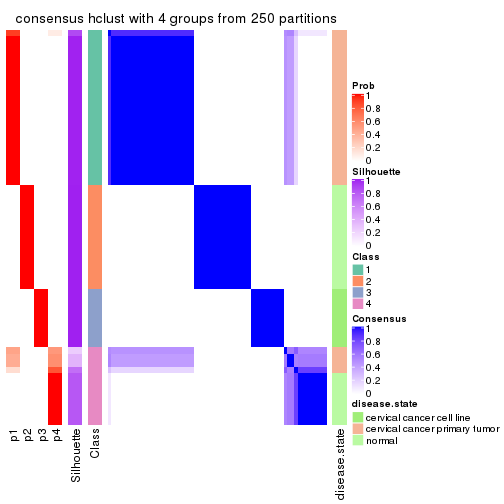 consensus hclust with 4 groups from 250 partitions
Prob
1
0.8
0.6
0.4
0.2
0
Silhouette
1
0.8
0.6
0.4
0.2
0
Class
1
2
3
4
Consensus
1
0.8
0.6
0.4
0.2
0
disease.state
cervical cancer cell line
cervical cancer primary tumor
normal
p1
p2
p3
p4
Silhouette
Class
disease.state